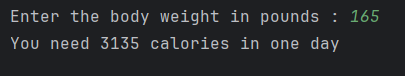 Enter the body weight in pounds : 165
You need 3135 calories in one day